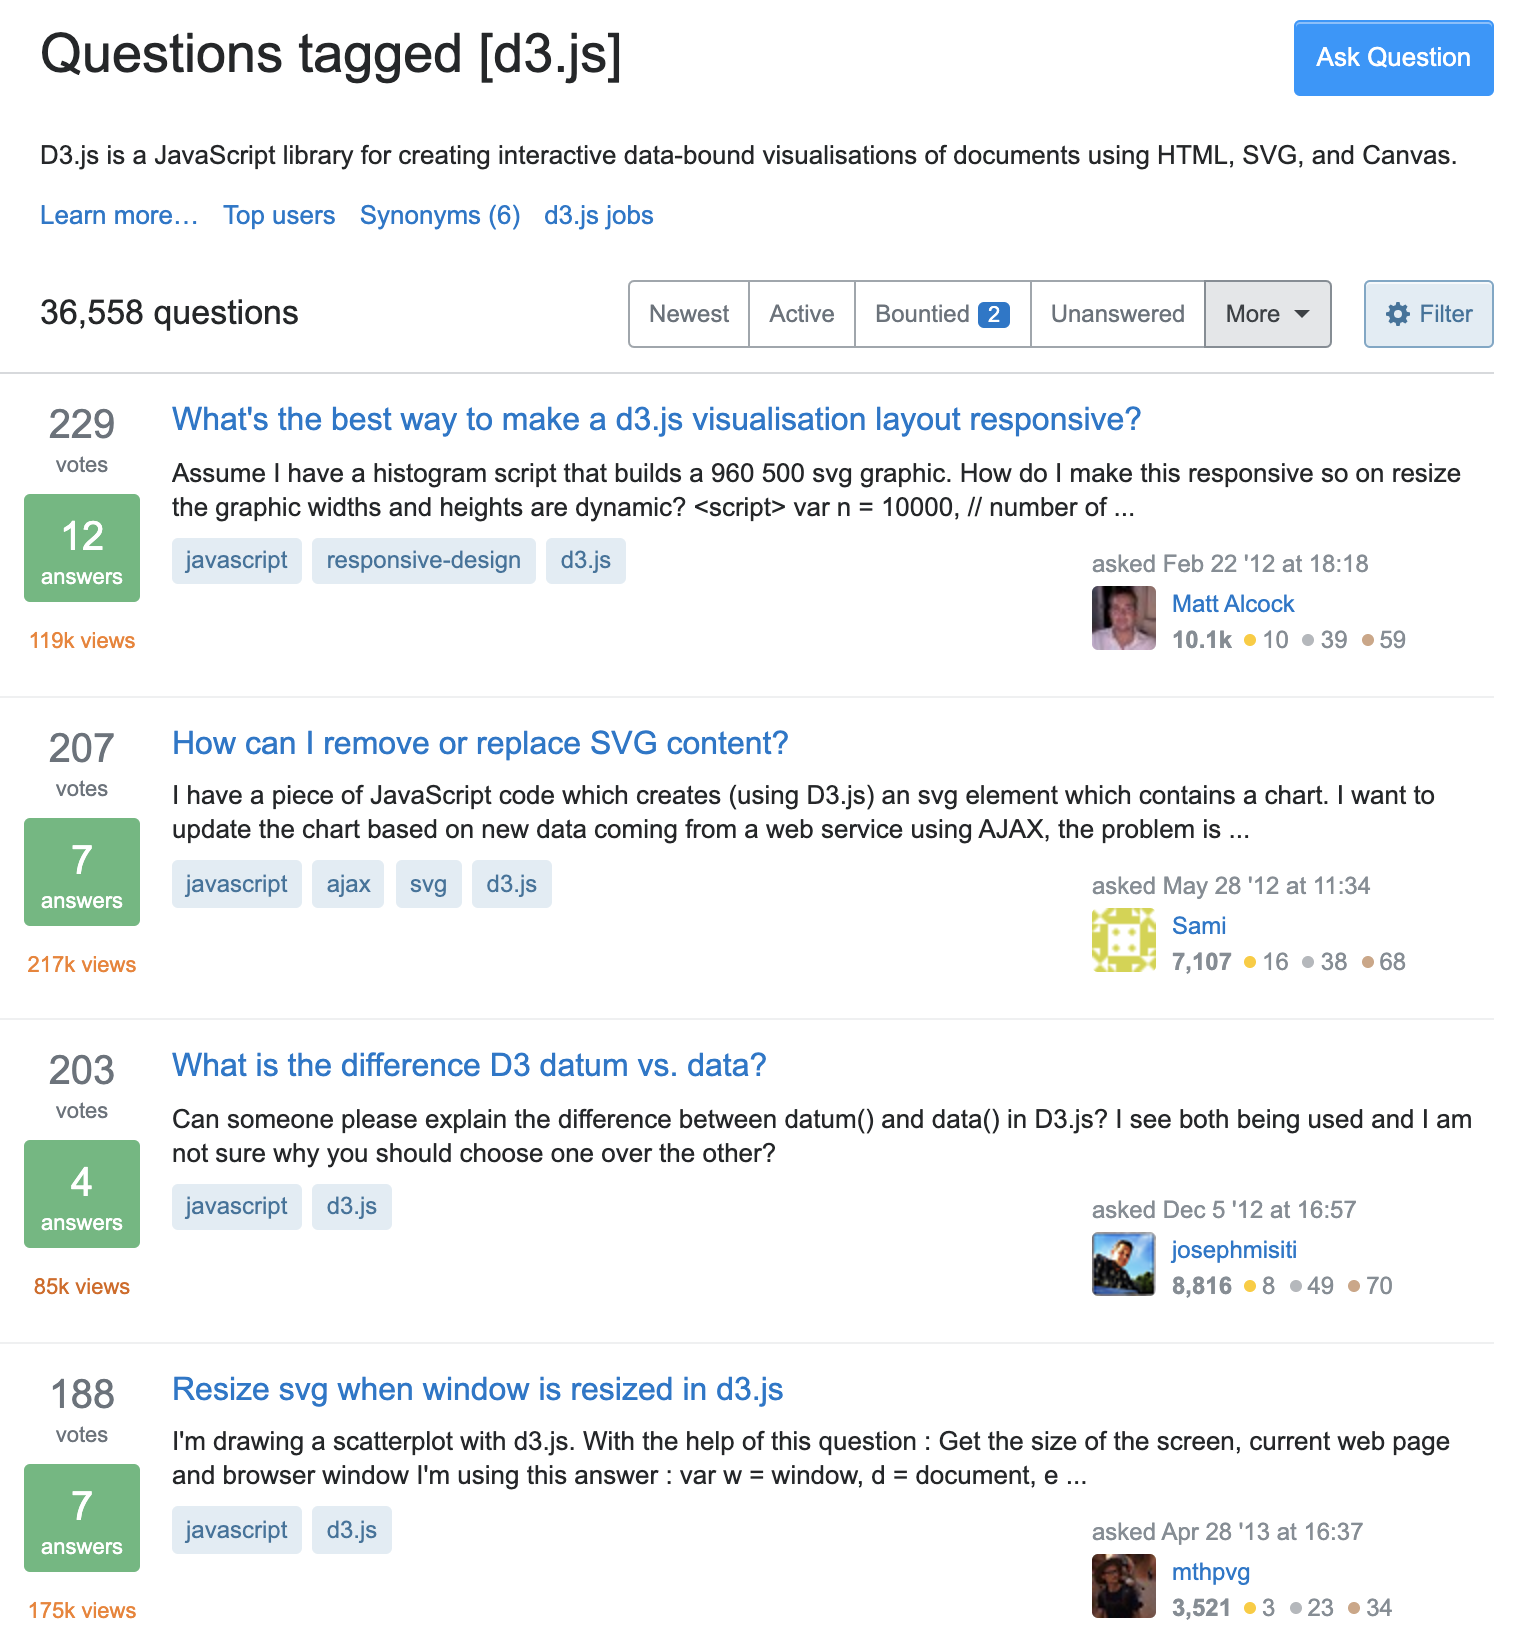 Questions tagged [d3.js]
Ask Question
D3.js is a JavaScript library for creating interactive data-bound visualisations of documents using HTML, SVG, and Canvas.
Learn more… Top users Synonyms (6) d3.js jobs
36,558 questions
Newest Active Bountied 2 Unanswered More Filter
229
votes
12
answers
119k views
What's the best way to make a d3.js visualisation layout responsive?
Assume I have a histogram script that builds a 960 500 svg graphic. How do I make this responsive so on resize
the graphic widths and heights are dynamic? <script> var n = 10000, // number of ...
javascript responsive-design d3.js
asked Feb 22 '12 at 18:18
Matt Alcock
10.1k 10 39 59
207
votes
7
answers
217k views
How can I remove or replace SVG content?
I have a piece of JavaScript code which creates (using D3.js) an svg element which contains a chart. I want to
update the chart based on new data coming from a web service using AJAX, the problem is ...
javascript ajax svg d3.js
asked May 28 '12 at 11:34
Sami
7,107 16 38 68
203
votes
4
answers
85k views
What is the difference D3 datum vs. data?
Can someone please explain the difference between datum() and data() in D3.js? I see both being used and I am
not sure why you should choose one over the other?
javascript d3.js
asked Dec 5 '12 at 16:57
josephmisiti
8,816 8 49 70
188
votes
7
answers
175k views
Resize svg when window is resized in d3.js
I'm drawing a scatterplot with d3.js. With the help of this question : Get the size of the screen, current web page
and browser window I'm using this answer : var w = window, d = document, e ...
javascript d3.js
asked Apr 28 '13 at 16:37
mthpvg
3,521 3 23 34